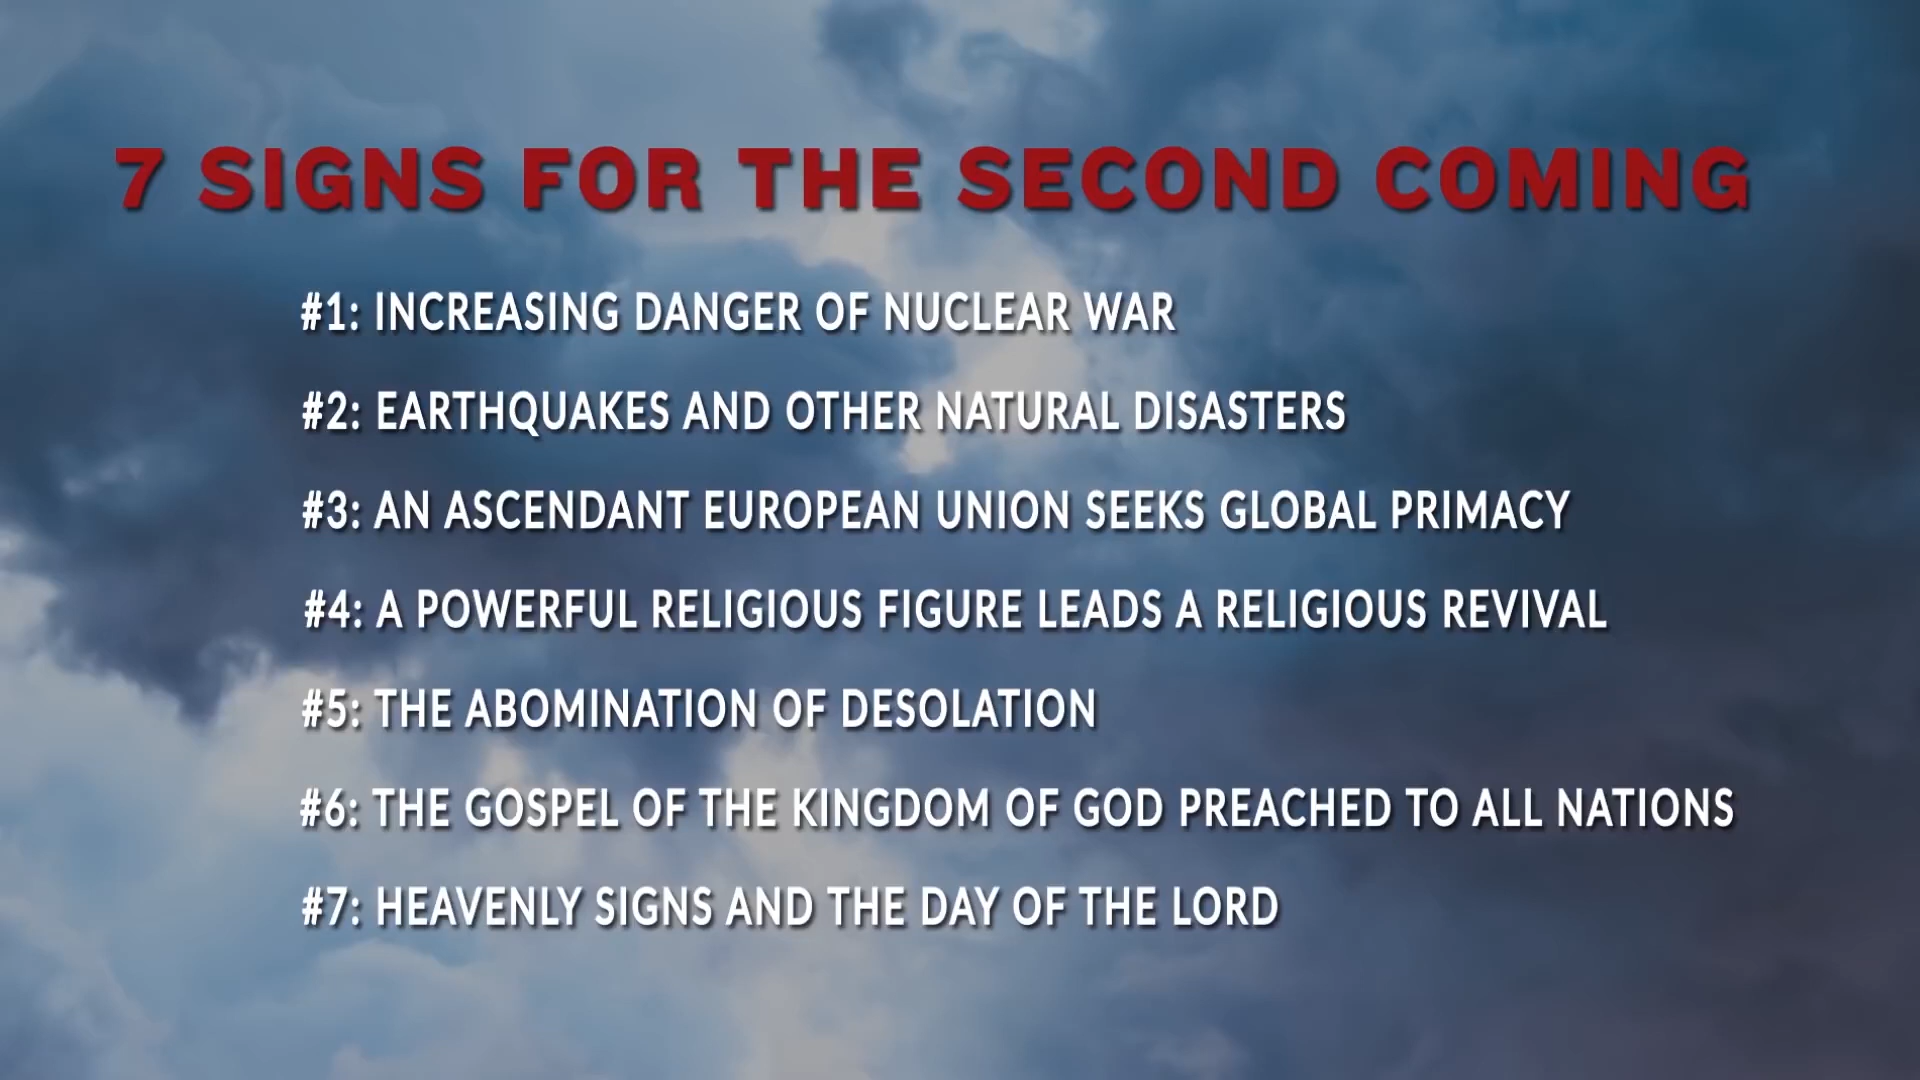 7 SIGNS FOR THE SECOND COMING
#1: INCREASING DANGER OF NUCLEAR WAR
#2: EARTHQUAKES AND OTHER NATURAL DISASTERS
#3: AN ASCENDANT EUROPEAN UNION SEEKS GLOBAL PRIMACY
#4: A POWERFUL RELIGIOUS FIGURE LEADS A RELIGIOUS REVIVAL
#5: THE ABOMINATION OF DESOLATION
#6: THE GOSPEL OF THE KINGDOM OF GOD PREACHED TO ALL NATIONS
#7: HEAVENLY SIGNS AND THE DAY OF THE LORD